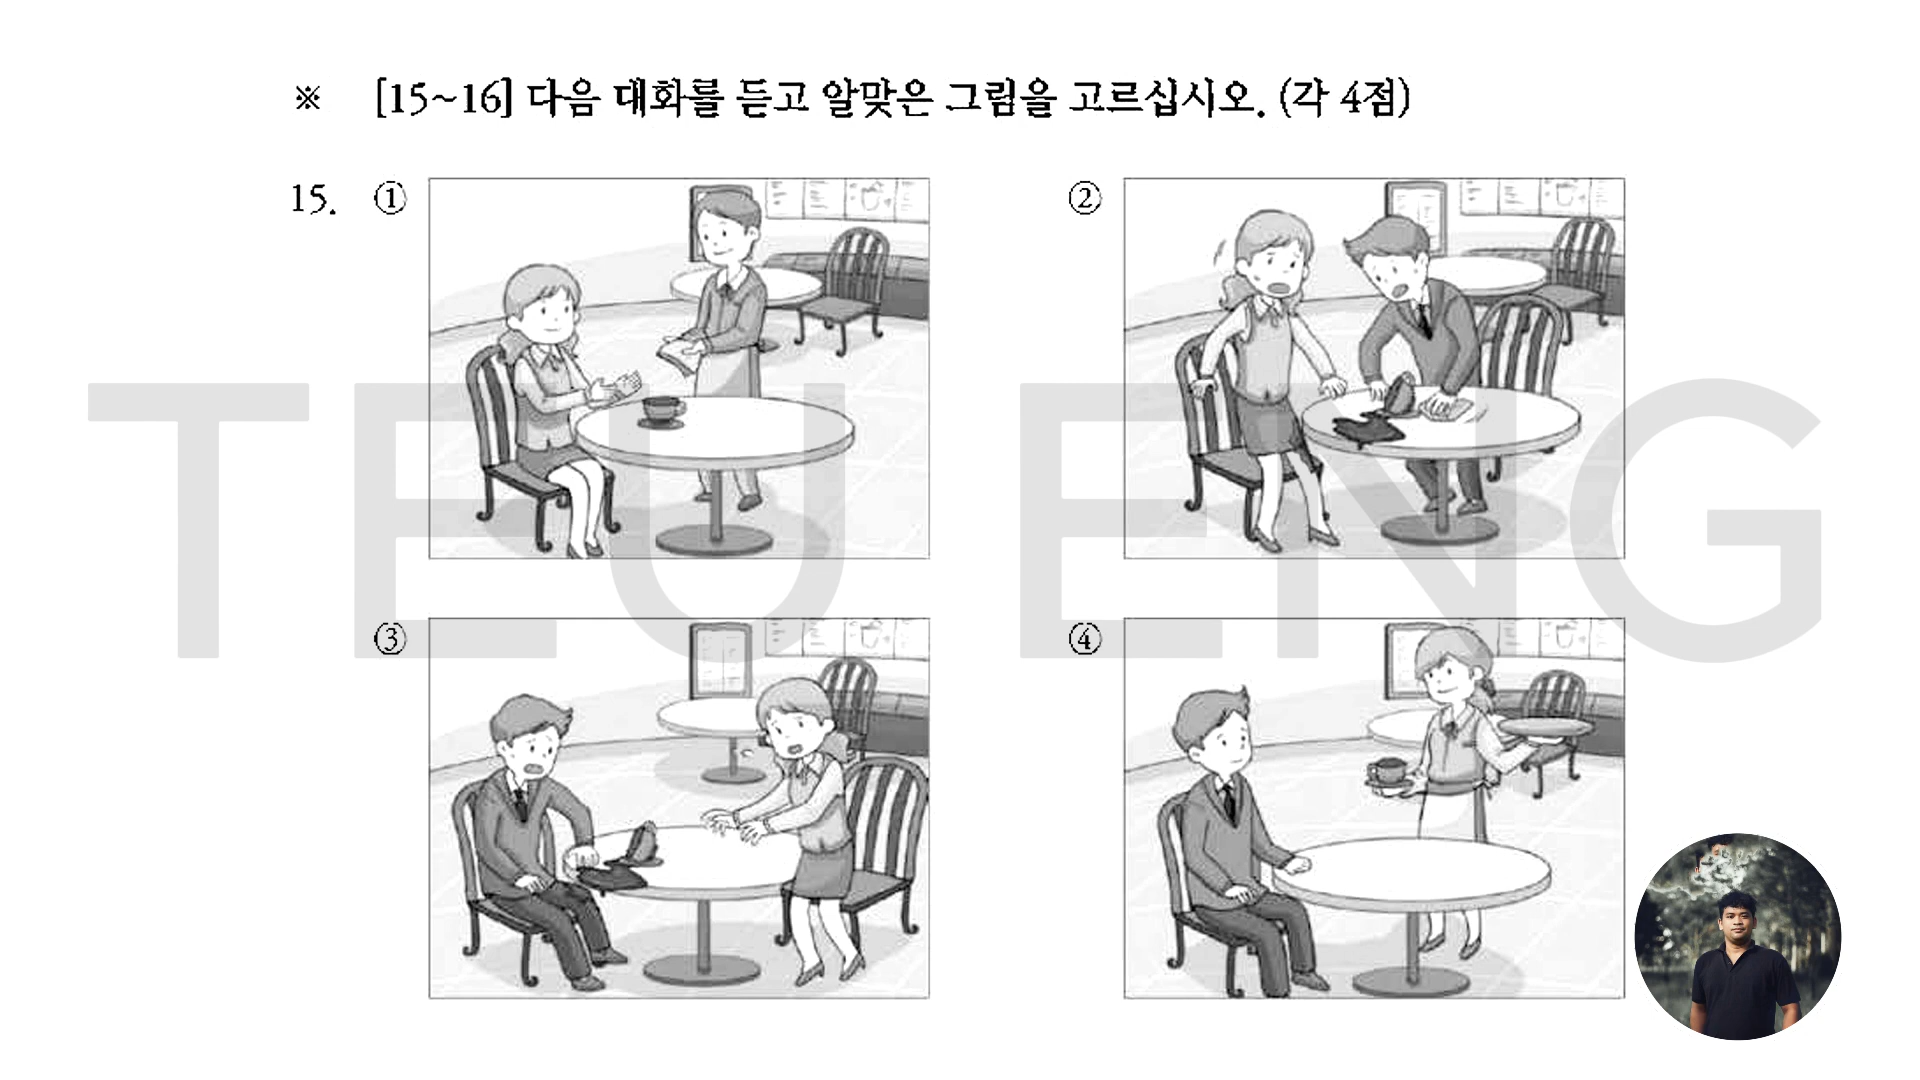 ※ [15~16] 다음 대화를 듣고 알맞은 그림을 고르십시오. (각 4점)
15. ① ②
TEU ENG
③ ④